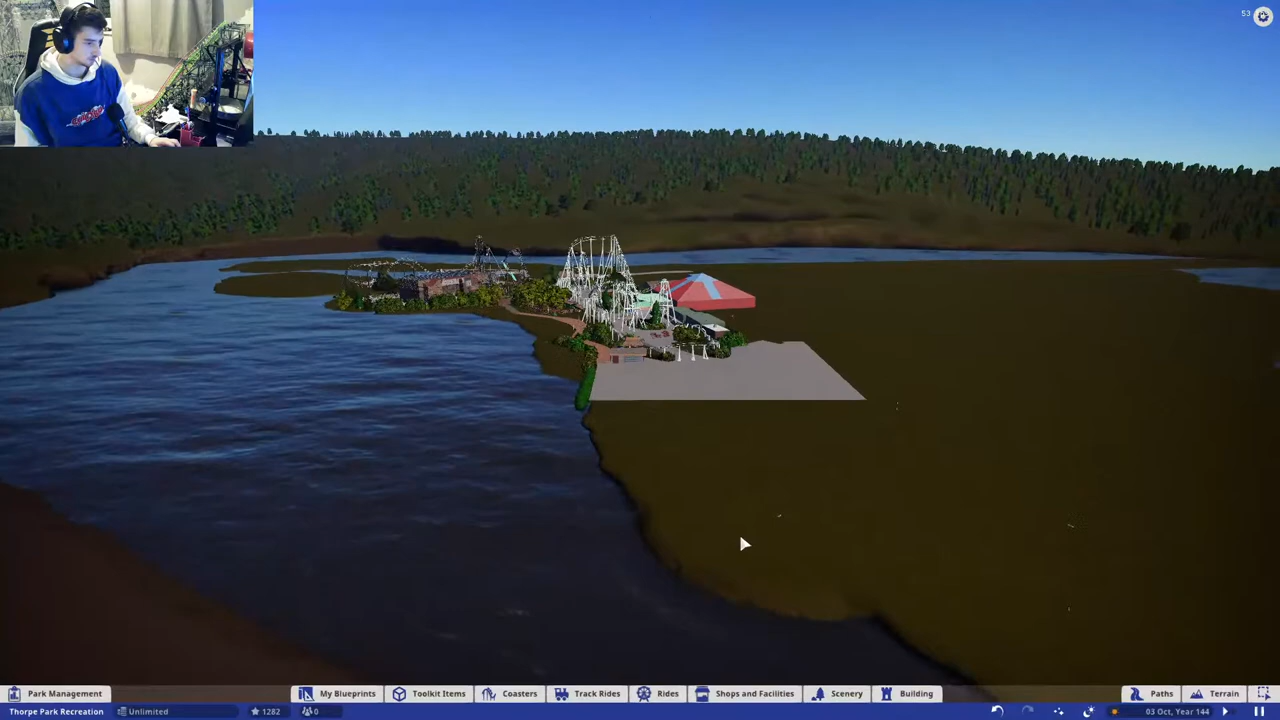 53
Park Management
My Blueprints
Toolkit Items
Coasters
Track Rides
Rides
Shops and Facilities
Scenery
Building
Paths
Terrain
Thorpe Park Recreation
Unlimited
1282
0
03 Oct, Year 144